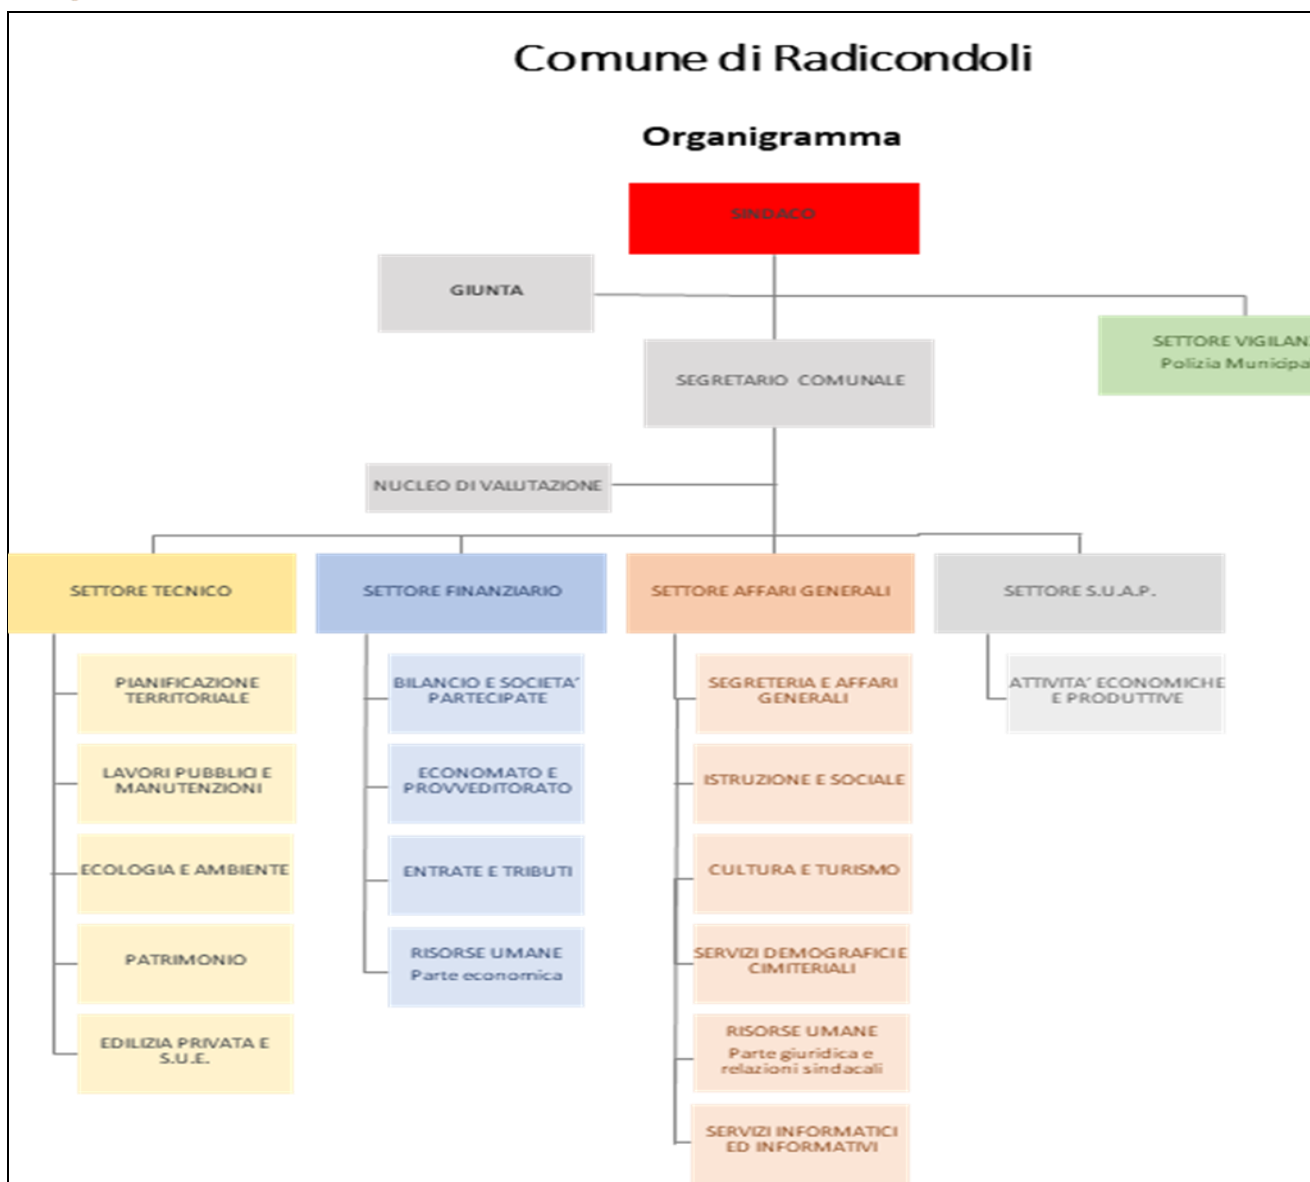 Comune di Radicondoli
Organigramma
SINDACO
GIUNTA
SETTORE
Polizia
SEGRETARIO COMUNALE
NUCLEO DI VALUTAZIONE
SETTORE TECNICO
SETTORE FINANZIARIO
SETTORE AFFARI GENERALI
SETTORE S.U.A.P.
PIANIFICAZIONE
TERRITORIALE
LAVORI PUBBLICI E
MANUTENZIONI
ECOLOGIA E AMBIENTE
PATRIMONIO
EDILIZIA PRIVATA E
S.U.E.
BILANCIO E SOCIETA’
PARTECIPATE
ECONOMATO E
PROVVEDITORATO
ENTRATE E TRIBUTI
RISORSE UMANE
Parte economica
SEGRETERIA E AFFARI
GENERALI
ISTRUZIONE E SOCIALE
CULTURA E TURISMO
SERVIZI DEMOGRAFICI E
CIMITERIALI
RISORSE UMANE
Parte giuridica e
relazioni sindacali
SERVIZI INFORMATICI
ED INFORMATIVI
ATTIVITA’ ECONOMICHE
E PRODUTTIVE